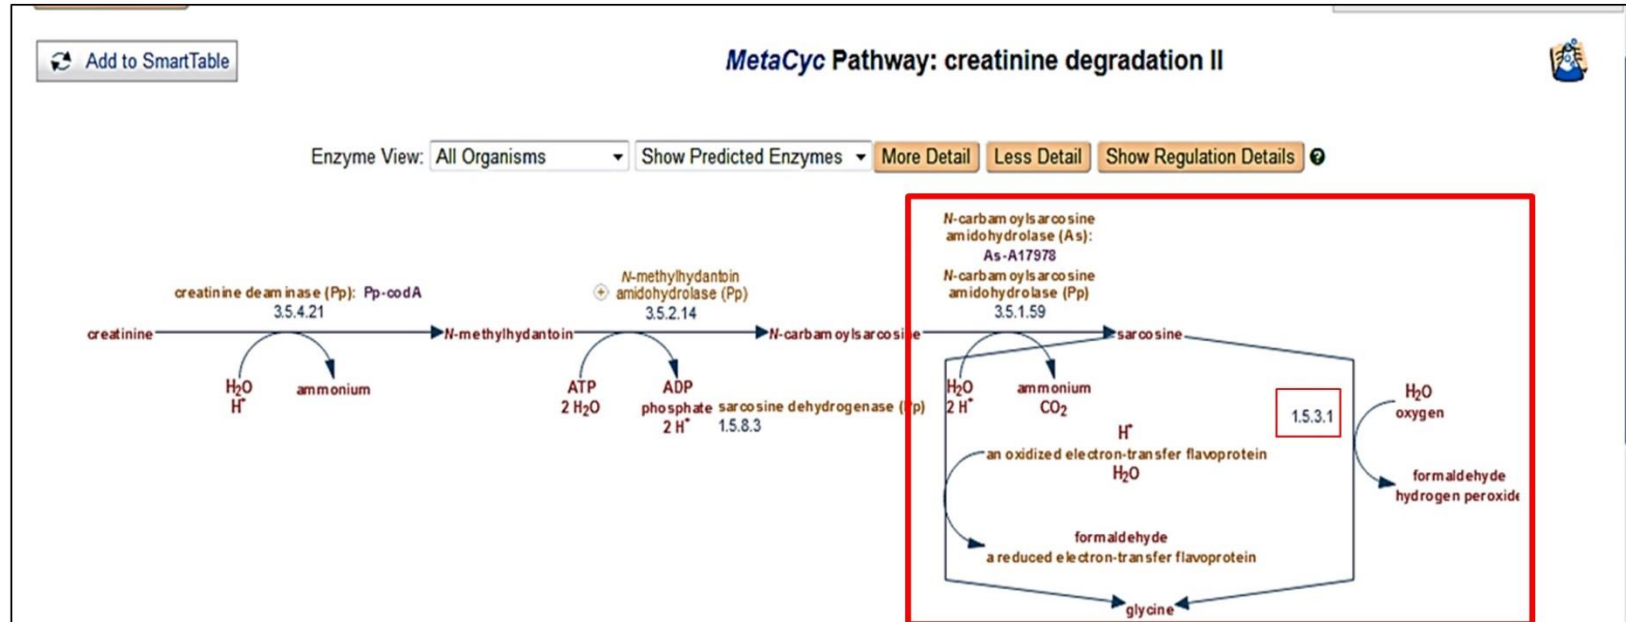 Add to SmartTable
MetaCyc Pathway: creatinine degradation II
Enzyme View: All Organisms Show Predicted Enzymes More Detail Less Detail Show Regulation Details ?
creatinine
creatinine deaminase (Pp): Pp-codA
3.5.4.21
H₂O
H⁺
ammonium
N-methylhydantoin
N-methylhydantoin
amidohydrolase (Pp)
3.5.2.14
ATP
2 H₂O
ADP
phosphate
2 H⁺
N-carbamoylsarcosine
N-carbamoylsarcosine
amidohydrolase (As):
As-A17978
N-carbamoylsarcosine
amidohydrolase (Pp)
3.5.1.59
H₂O
2 H⁺
ammonium
CO₂
sarcosine
sarcosine dehydrogenase (Pp)
1.5.8.3
H⁺
an oxidized electron-transfer flavoprotein
H₂O
formaldehyde
a reduced electron-transfer flavoprotein
1.5.3.1
H₂O
oxygen
formaldehyde
hydrogen peroxide
glycine